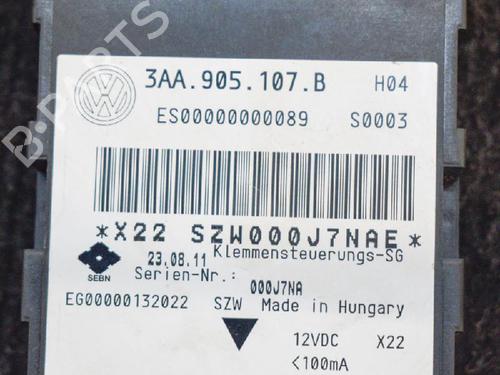 B-PARTS
3AA.905.107.B H04
ES00000000089 S0003
*X22 SZW000J7NAE*
23.08.11 Klemmensteuerungs-SG
SEBN Serien-Nr.: 000J7NA
EG00000132022 SZW Made in Hungary
12VDC X22
<100mA